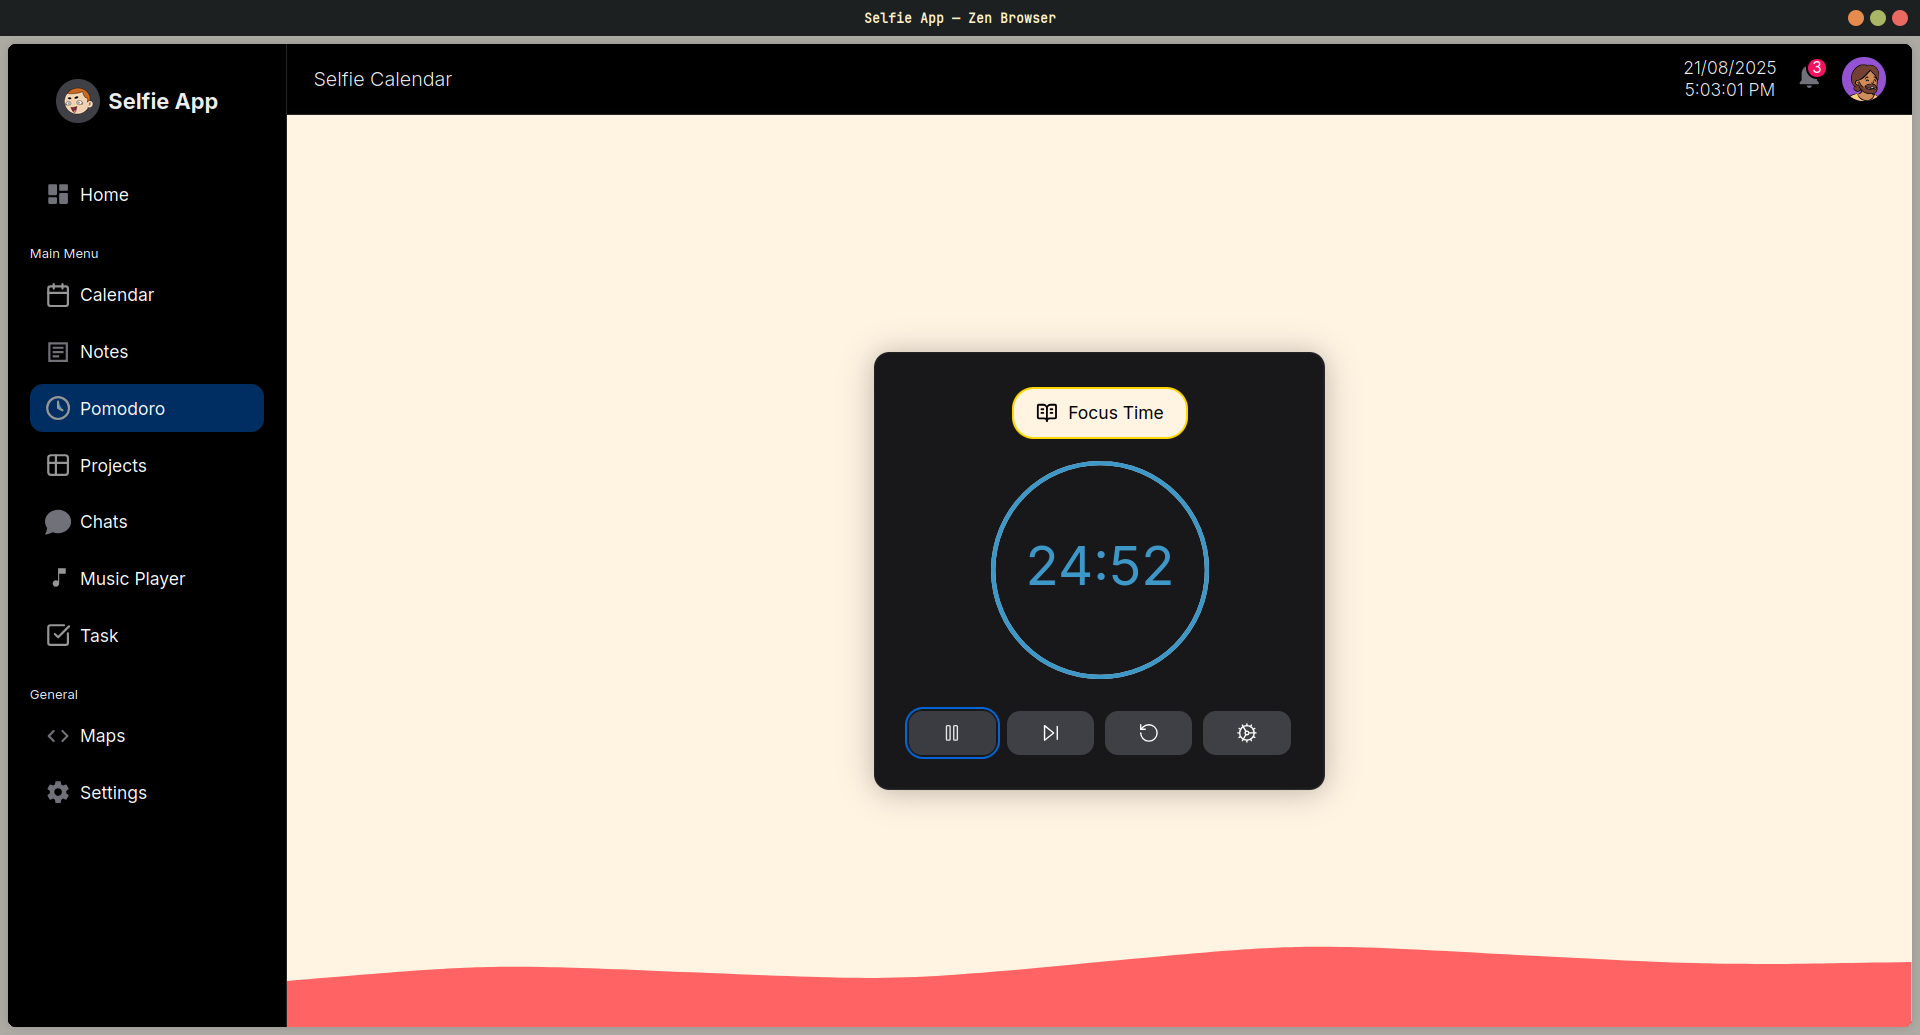 Selfie App — Zen Browser
Selfie App
Home
Main Menu
Calendar
Notes
Pomodoro
Projects
Chats
Music Player
Task
General
Maps
Settings
Selfie Calendar
21/08/2025
5:03:01 PM
3
Focus Time
24:52